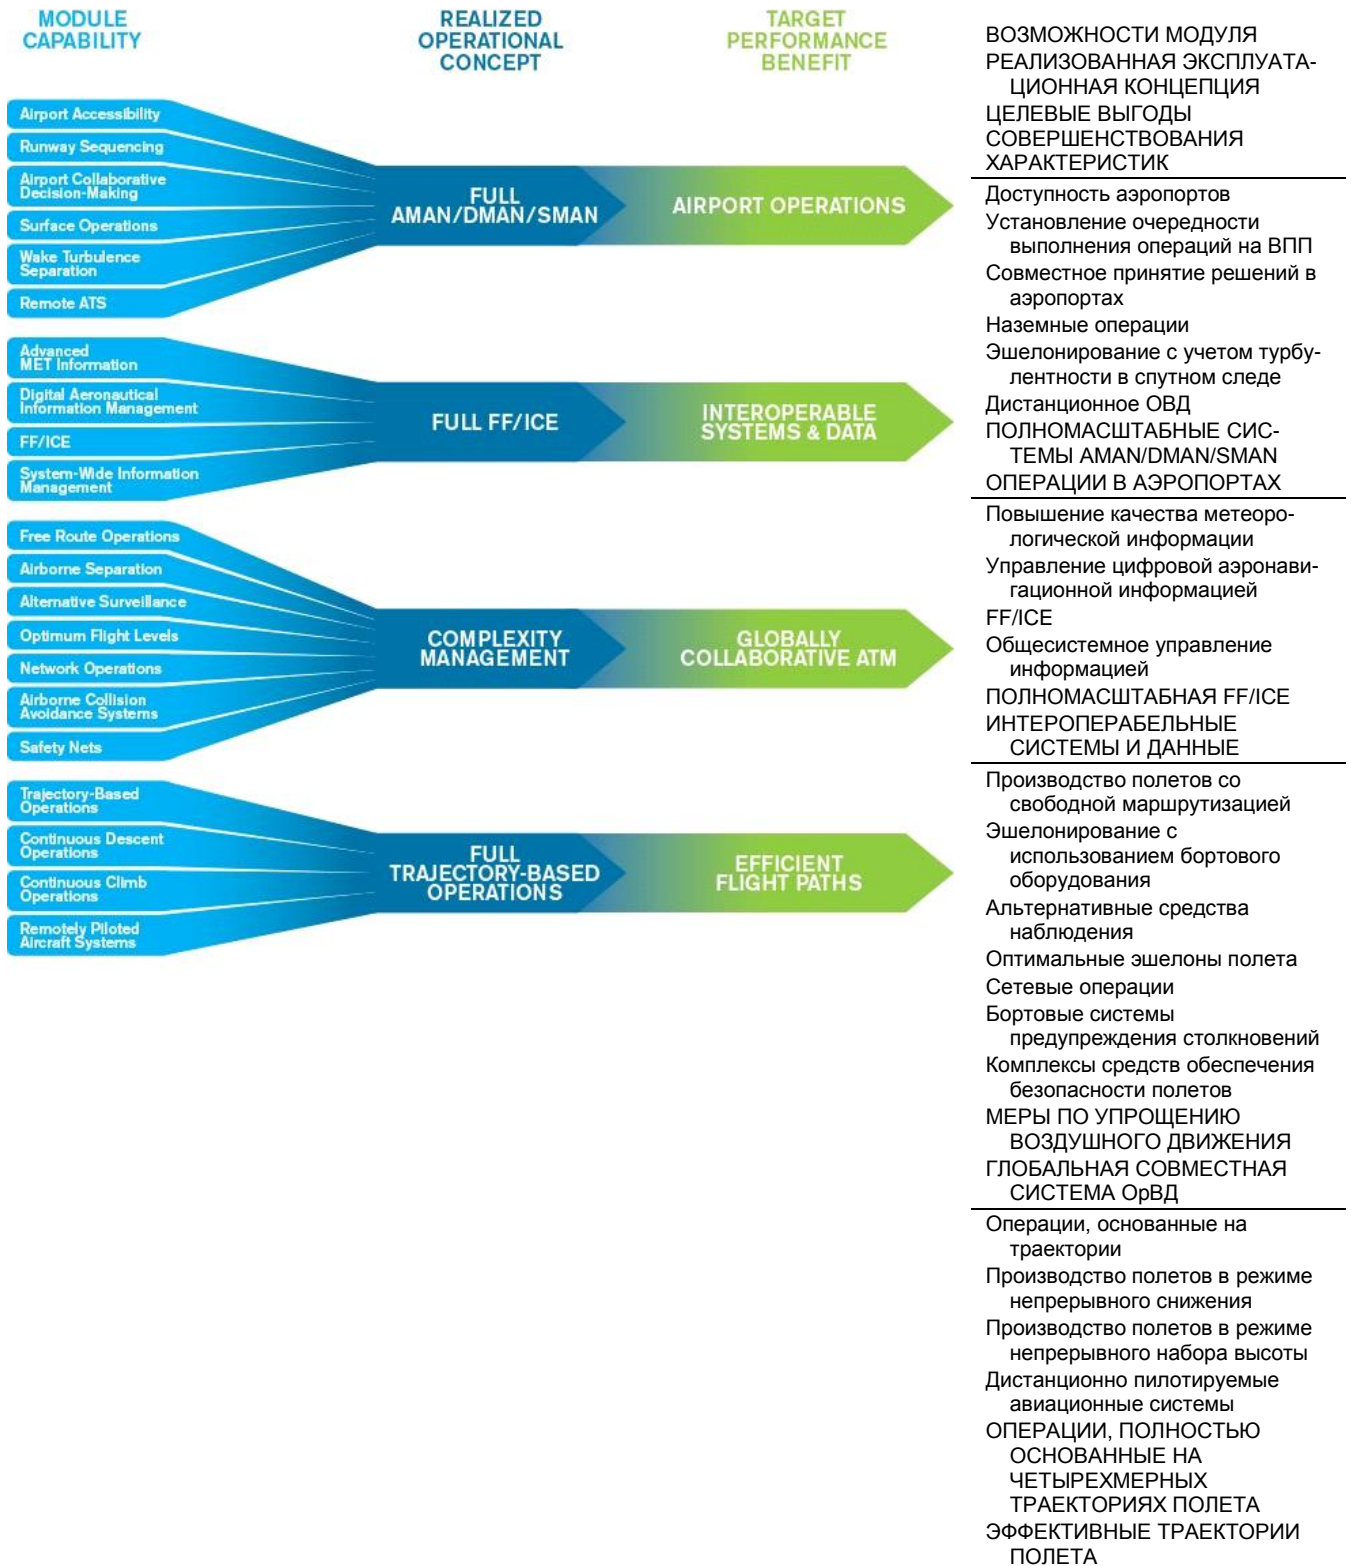 MODULE
CAPABILITY
REALIZED
OPERATIONAL
CONCEPT
TARGET
PERFORMANCE
BENEFIT
Airport Accessibility
Runway Sequencing
Airport Collaborative
Decision-Making
Surface Operations
Wake Turbulence
Separation
Remote ATS
FULL
AMAN/DMAN/SMAN
AIRPORT OPERATIONS
Advanced
MET Information
Digital Aeronautical
Information Management
FF/ICE
System-Wide Information
Management
FULL FF/ICE
INTEROPERABLE
SYSTEMS & DATA
Free Route Operations
Airborne Separation
Alternative Surveillance
Optimum Flight Levels
Network Operations
Airborne Collision
Avoidance Systems
Safety Nets
COMPLEXITY
MANAGEMENT
GLOBALLY
COLLABORATIVE ATM
Trajectory-Based
Operations
Continuous Descent
Operations
Continuous Climb
Operations
Remotely Piloted
Aircraft Systems
FULL
TRAJECTORY-BASED
OPERATIONS
EFFICIENT
FLIGHT PATHS
ВОЗМОЖНОСТИ МОДУЛЯ
РЕАЛИЗОВАННАЯ ЭКСПЛУАТА-
ЦИОННАЯ КОНЦЕПЦИЯ
ЦЕЛЕВЫЕ ВЫГОДЫ
СОВЕРШЕНСТВОВАНИЯ
ХАРАКТЕРИСТИК
Доступность аэропортов
Установление очередности
выполнения операций на ВПП
Совместное принятие решений в
аэропортах
Наземные операции
Эшелонирование с учетом турбу-
лентности в спутном следе
Дистанционное ОВД
ПОЛНОМАСШТАБНЫЕ СИС-
ТЕМЫ AMAN/DMAN/SMAN
ОПЕРАЦИИ В АЭРОПОРТАХ
Повышение качества метеоро-
логической информации
Управление цифровой аэронави-
гационной информацией
FF/ICE
Общесистемное управление
информацией
ПОЛНОМАСШТАБНАЯ FF/ICE
ИНТЕРОПЕРАБЕЛЬНЫЕ
СИСТЕМЫ И ДАННЫЕ
Производство полетов со
свободной маршрутизацией
Эшелонирование с
использованием бортового
оборудования
Альтернативные средства
наблюдения
Оптимальные эшелоны полета
Сетевые операции
Бортовые системы
предупреждения столкновений
Комплексы средств обеспечения
безопасности полетов
МЕРЫ ПО УПРОЩЕНИЮ
ВОЗДУШНОГО ДВИЖЕНИЯ
ГЛОБАЛЬНАЯ СОВМЕСТНАЯ
СИСТЕМА ОрВД
Операции, основанные на
траектории
Производство полетов в режиме
непрерывного снижения
Производство полетов в режиме
непрерывного набора высоты
Дистанционно пилотируемые
авиационные системы
ОПЕРАЦИИ, ПОЛНОСТЬЮ
ОСНОВАННЫЕ НА
ЧЕТЫРЕХМЕРНЫХ
ТРАЕКТОРИЯХ ПОЛЕТА
ЭФФЕКТИВНЫЕ ТРАЕКТОРИИ
ПОЛЕТА